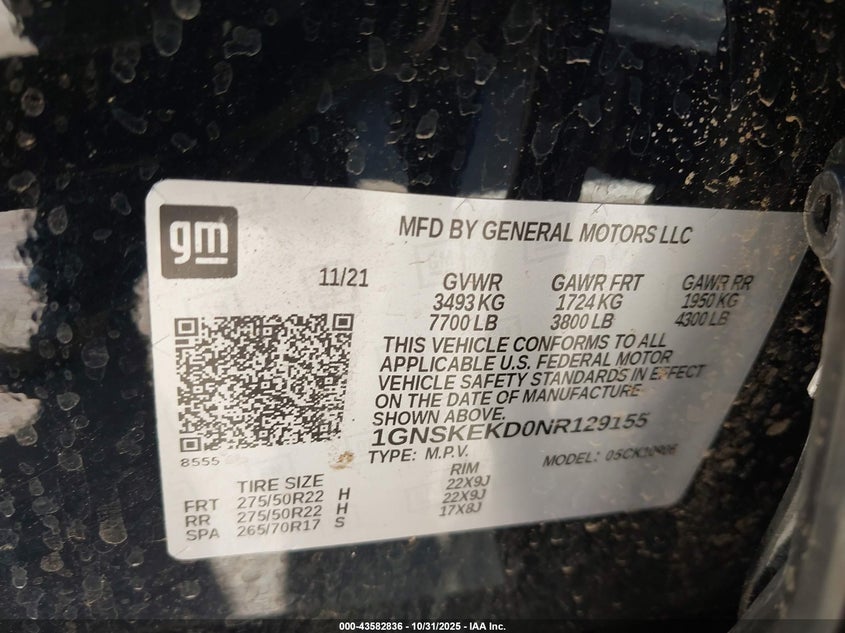 gm
MFD BY GENERAL MOTORS LLC
11/21 GVWR GAWR FRT GAWR RR
3493 KG 1724 KG 1950 KG
7700 LB 3800 LB 4300 LB
THIS VEHICLE CONFORMS TO ALL
APPLICABLE U.S. FEDERAL MOTOR
VEHICLE SAFETY STANDARDS IN EFFECT
ON THE DATE OF MANUFACTURE
SHOWN ABOVE.
1GNSKEKD0NR129155
8555
TYPE: M.P.V. MODEL:
TIRE SIZE RIM
FRT 275/50R22 H 22X9J
RR 275/50R22 H 22X9J
SPA 265/70R17 S 17X8J
000-43582836 - 10/31/2025 - IAA Inc.